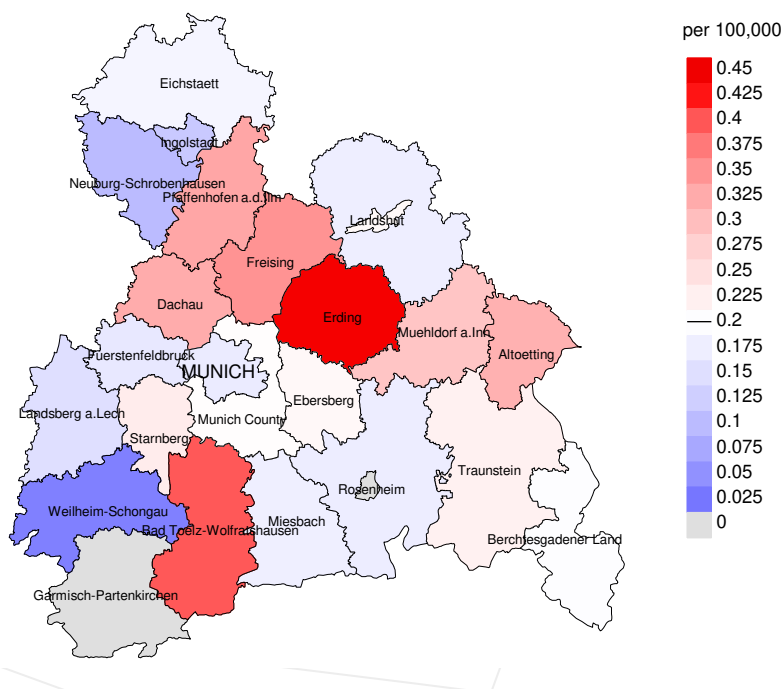 per 100,000
0.45
0.425
0.4
0.375
0.35
0.325
0.3
0.275
0.25
0.225
0.2
0.175
0.15
0.125
0.1
0.075
0.05
0.025
0
Eichstaett
Ingolstadt
Neuburg-Schrobenhausen
Pfaffenhofen a.d.Ilm
Landshut
Freising
Dachau
Erding
Muehldorf a.Inn
Altoetting
Fuerstenfeldbruck
MUNICH
Ebersberg
Landsberg a.Lech
Munich County
Starnberg
Traunstein
Rosenheim
Weilheim-Schongau
Miesbach
Bad Toelz-Wolfratshausen
Berchtesgadener Land
Garmisch-Partenkirchen